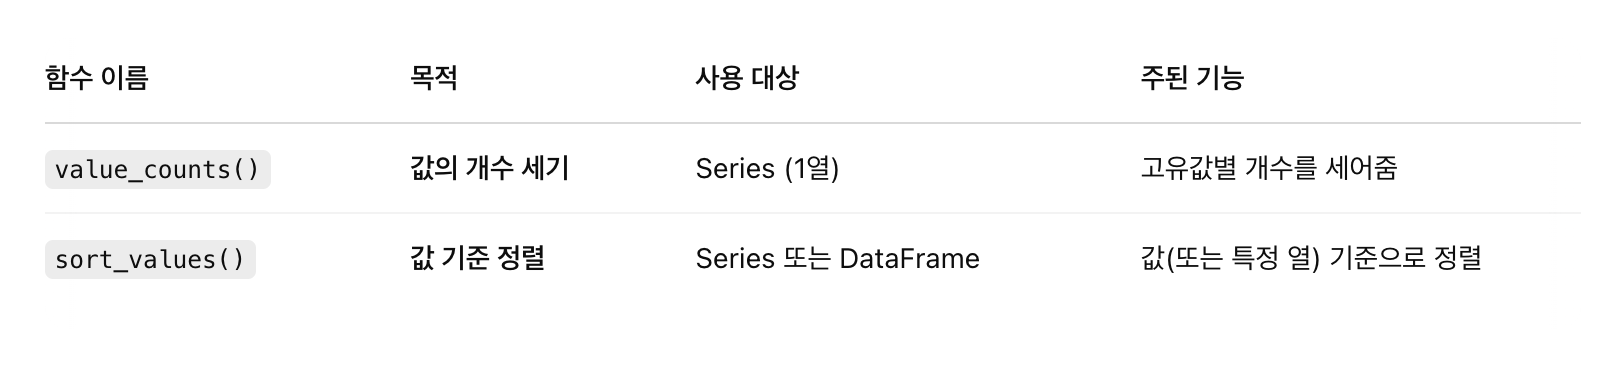 함수 이름 목적 사용 대상 주된 기능
value_counts() 값의 개수 세기 Series (1열) 고유값별 개수를 세어줌
sort_values() 값 기준 정렬 Series 또는 DataFrame 값(또는 특정 열) 기준으로 정렬